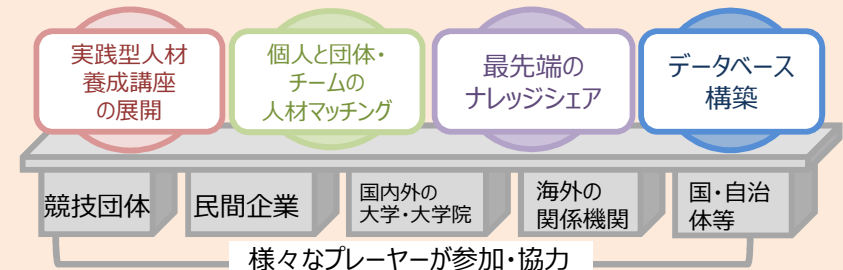 実践型人材
養成講座
の展開
個人と団体・
チームの
人材マッチング
最先端の
ナレッジシェア
データベース
構築
競技団体
民間企業
国内外の
大学・大学院
海外の
関係機関
国・自治
体等
様々なプレーヤーが参加・協力